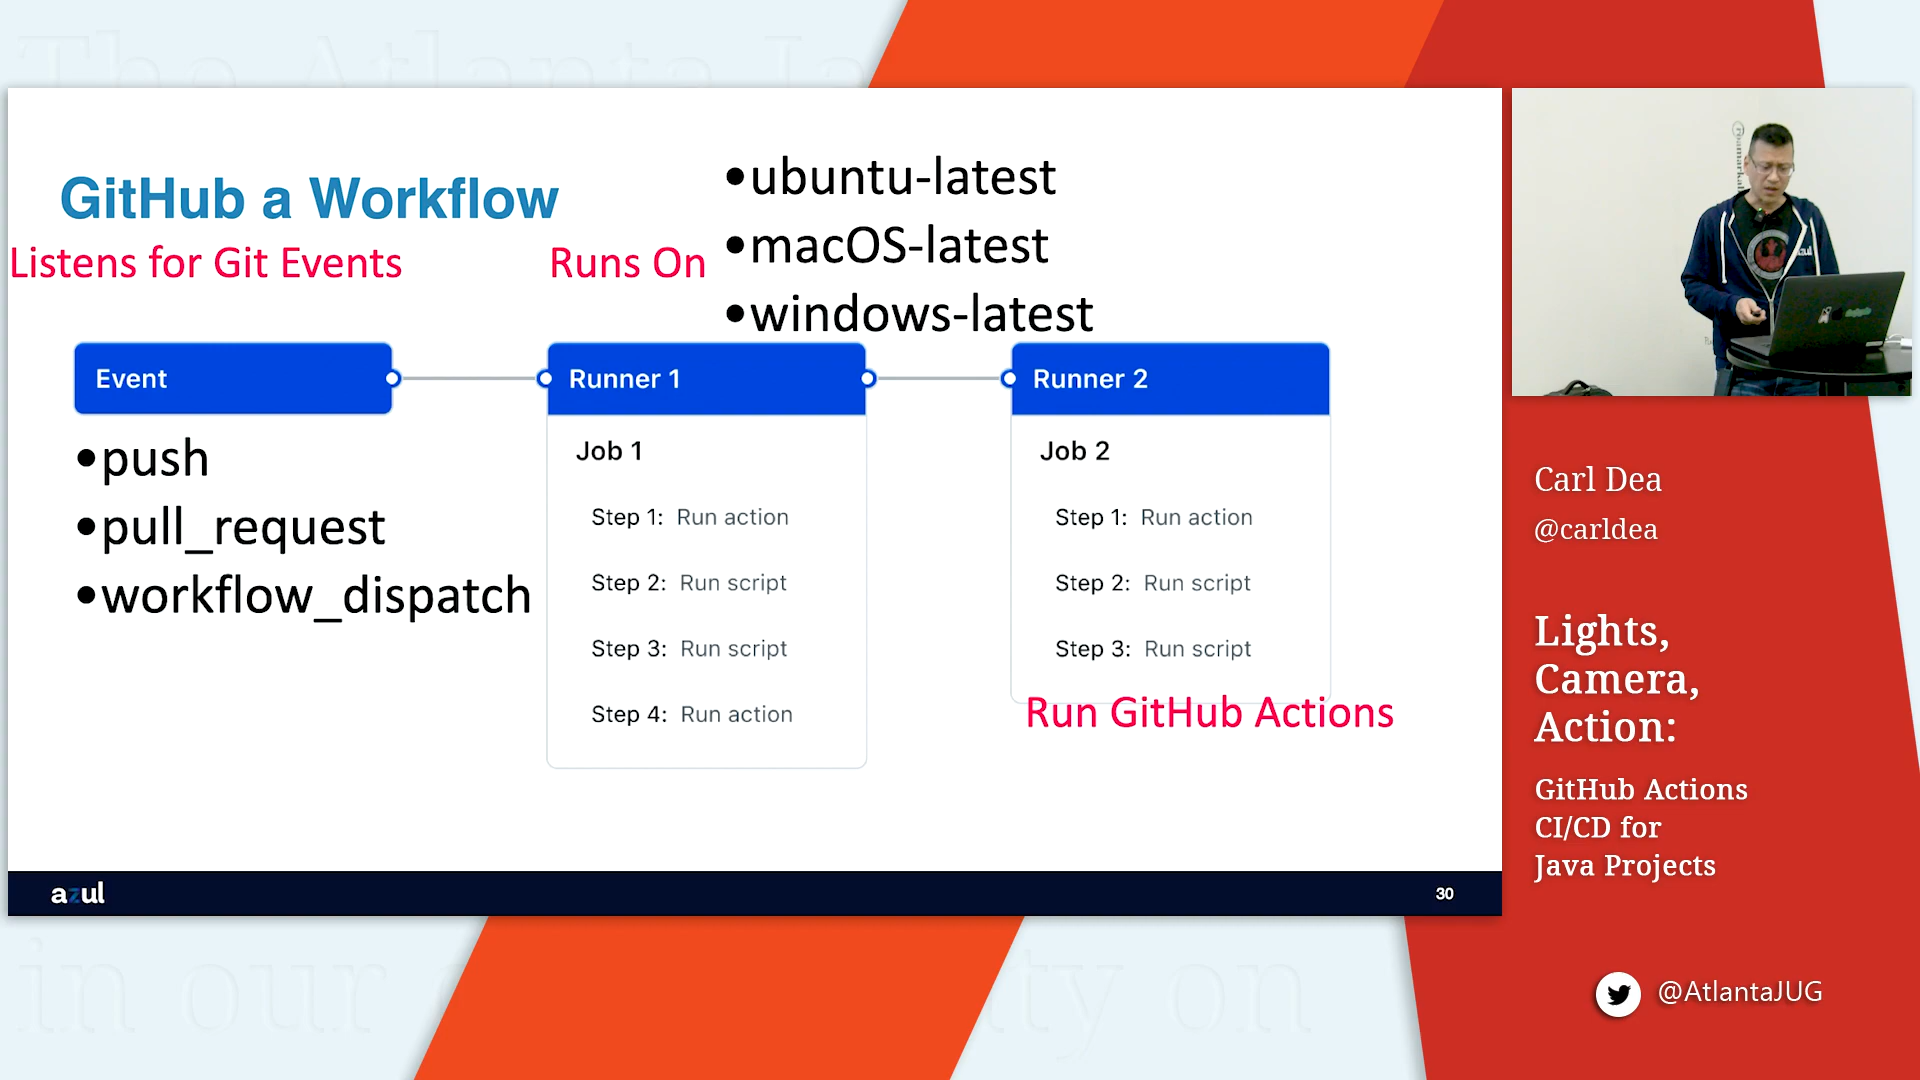 The Atlanta Ja
GitHub a Workflow
Listens for Git Events
Runs On
•ubuntu-latest
•macOS-latest
•windows-latest
Event
•push
•pull_request
•workflow_dispatch
Runner 1
Job 1
Step 1: Run action
Step 2: Run script
Step 3: Run script
Step 4: Run action
Runner 2
Job 2
Step 1: Run action
Step 2: Run script
Step 3: Run script
Run GitHub Actions
azul
30
Carl Dea
@carldea
Lights,
Camera,
Action:
GitHub Actions
CI/CD for
Java Projects
@AtlantaJUG
in our
ty on